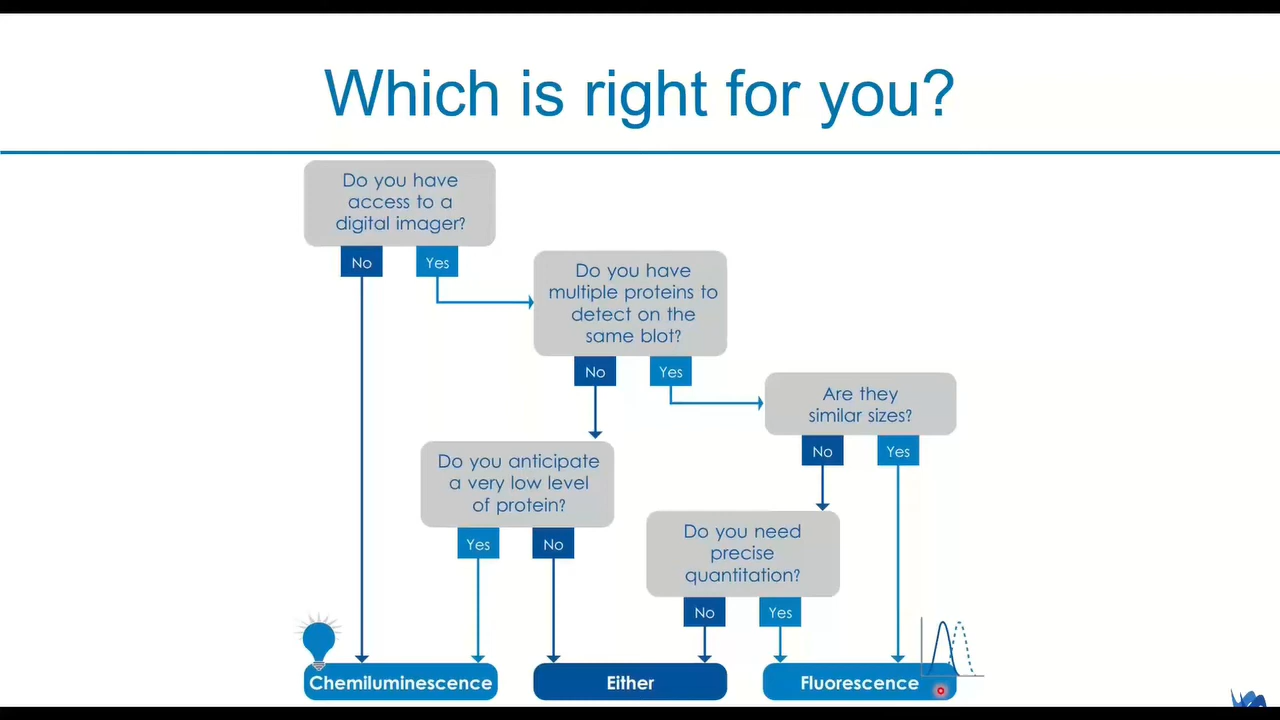 Which is right for you?
Do you have
access to a
digital imager?
No
Yes
Do you have
multiple proteins to
detect on the
same blot?
No
Yes
Are they
similar sizes?
No
Yes
Do you anticipate
a very low level
of protein?
Yes
No
Do you need
precise
quantitation?
No
Yes
Chemiluminescence
Either
Fluorescence